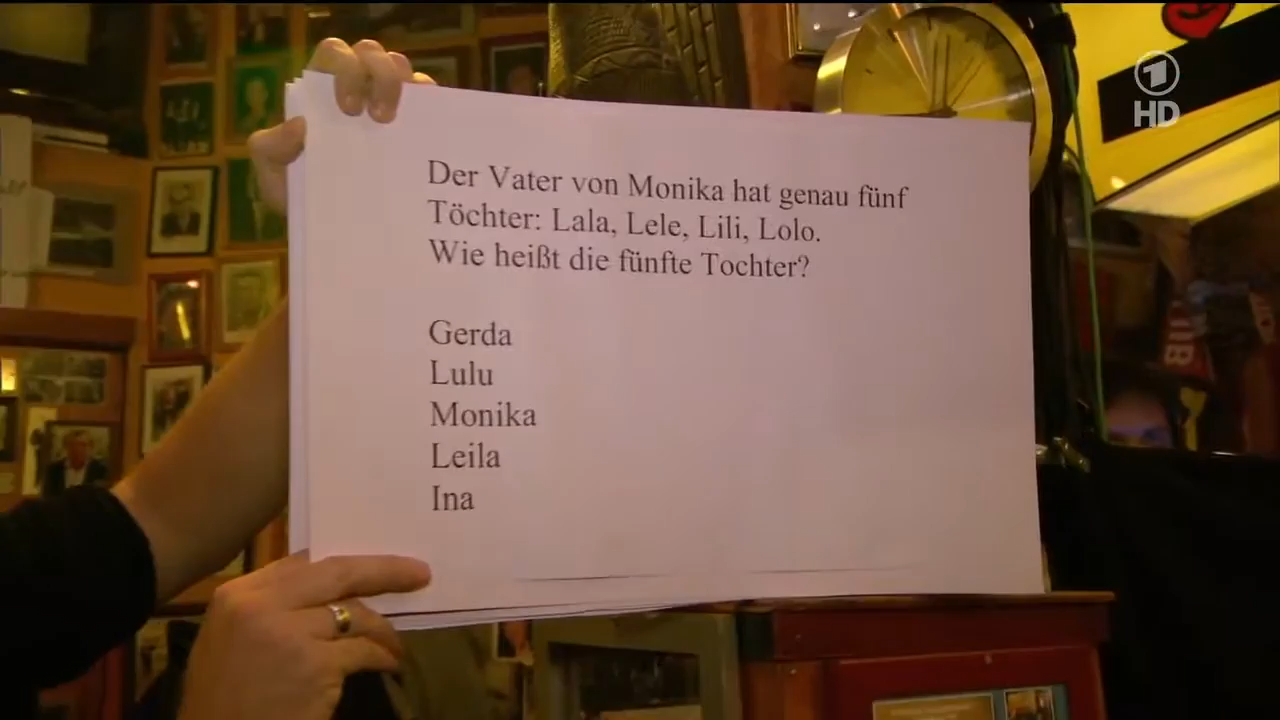 Der Vater von Monika hat genau fünf
Töchter: Lala, Lele, Lili, Lolo.
Wie heißt die fünfte Tochter?
Gerda
Lulu
Monika
Leila
Ina
1
HD